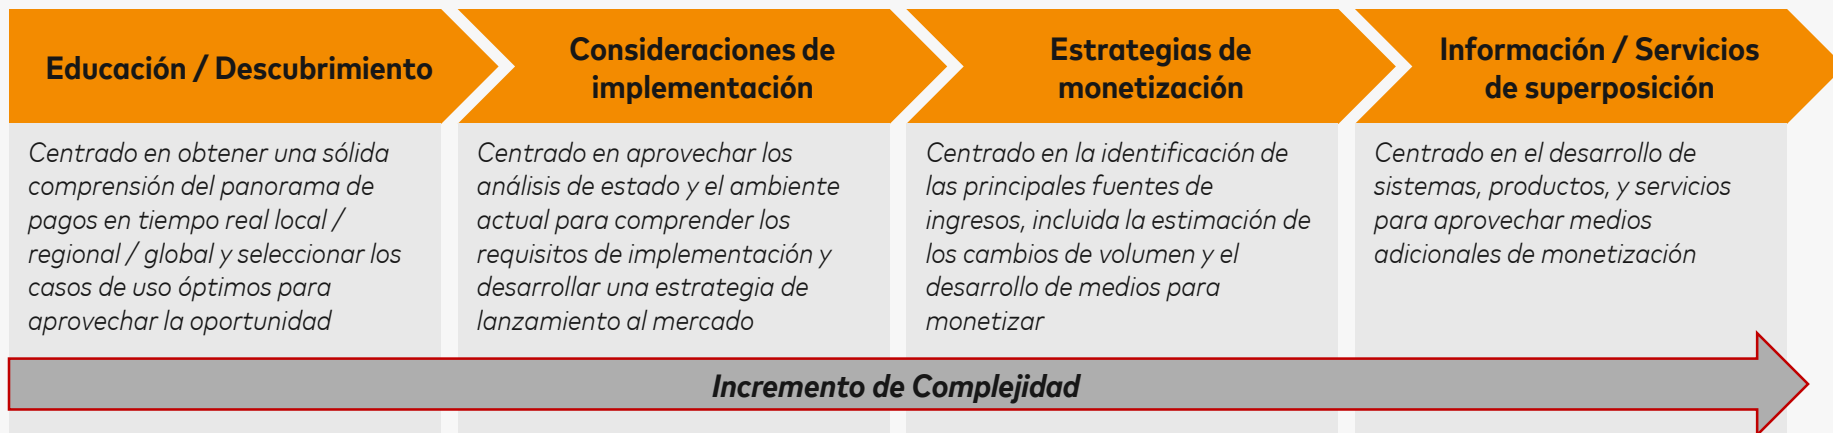 Educación / Descubrimiento
Consideraciones de
implementación
Estrategias de
monetización
Información / Servicios
de superposición
Centrado en obtener una sólida
comprensión del panorama de
pagos en tiempo real local /
regional / global y seleccionar los
casos de uso óptimos para
aprovechar la oportunidad
Centrado en aprovechar los
análisis de estado y el ambiente
actual para comprender los
requisitos de implementación y
desarrollar una estrategia de
lanzamiento al mercado
Centrado en la identificación de
las principales fuentes de
ingresos, incluida la estimación de
los cambios de volumen y el
desarrollo de medios para
monetizar
Centrado en el desarrollo de
sistemas, productos, y servicios
para aprovechar medios
adicionales de monetización
Incremento de Complejidad